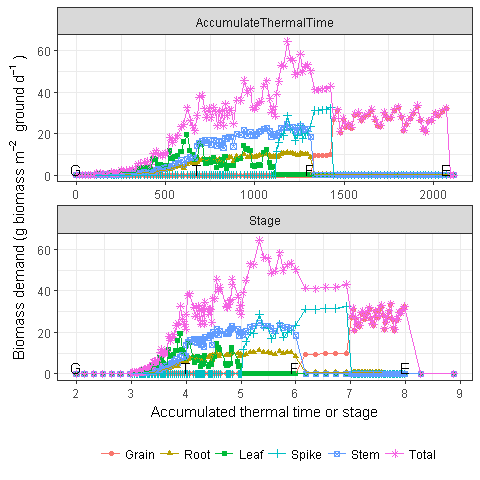 AccumulateThermalTime
60
40
20
0
G T F E
0 500 1000 1500 2000
Stage
60
40
20
0
G T F E
2 3 4 5 6 7 8 9
Biomass demand (g biomass m⁻² ground d⁻¹)
Accumulated thermal time or stage
Grain Root Leaf Spike Stem Total